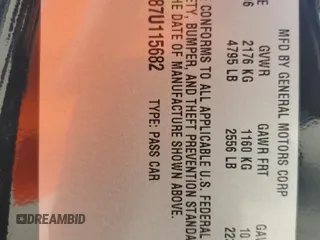 MFD BY GENERAL MOTORS CORP
GVWR GAWR FRT
2176 KG 1160 KG
4795 LB 2556 LB
CONFORMS TO ALL APPLICABLE U.S. FEDERAL
BUMPER, AND THEFT PREVENTION
THE DATE OF MANUFACTURE SHOWN ABOVE.
87U115682 TYPE: PASS CAR
DREAMBID